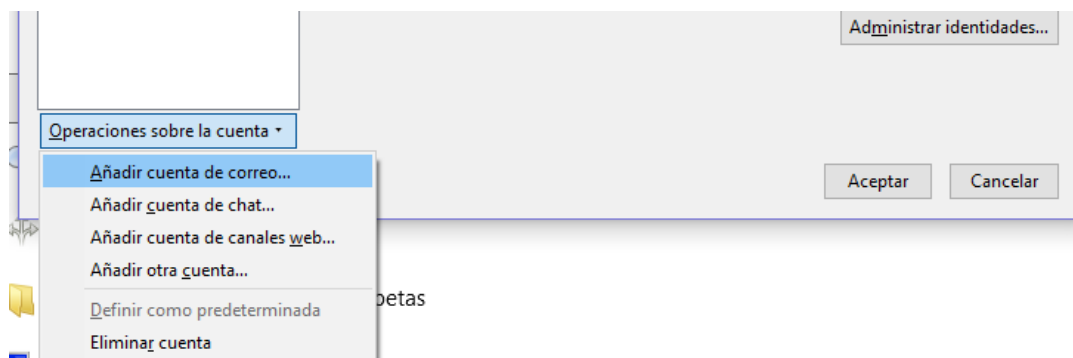 Administrar identidades...
Operaciones sobre la cuenta
Añadir cuenta de correo...
Aceptar
Cancelar
Añadir cuenta de chat...
Añadir cuenta de canales web...
Añadir otra cuenta...
petas
Definir como predeterminada
Eliminar cuenta